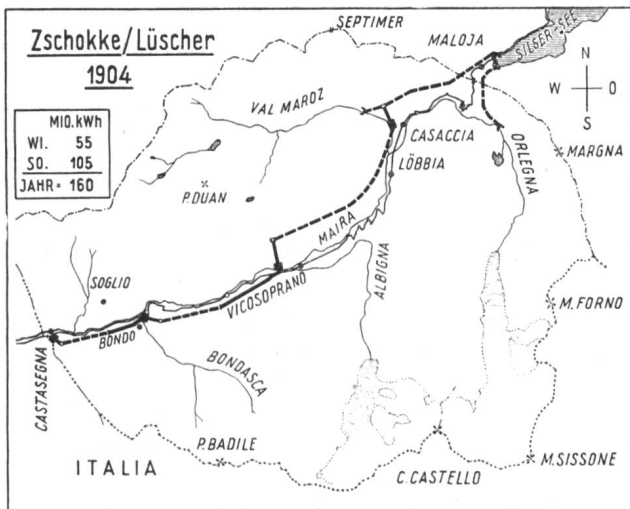 Zschokke/Lüscher
1904
MIO.kWh
WI. 55
SO. 105
JAHR = 160
SEPTIMER
MALOJA
SILSER-SEE
N
W O
S
VAL MAROZ
CASACCIA
ORLEGNA
MARGNA
LÖBBIA
P.DUAN
MAIRA
ALBIGNA
SOGLIO
VICOSOPRANO
M.FORNO
BONDO
CASTASEGNA
BONDASCA
P.BADILE
ITALIA
C.CASTELLO
M.SISSONE